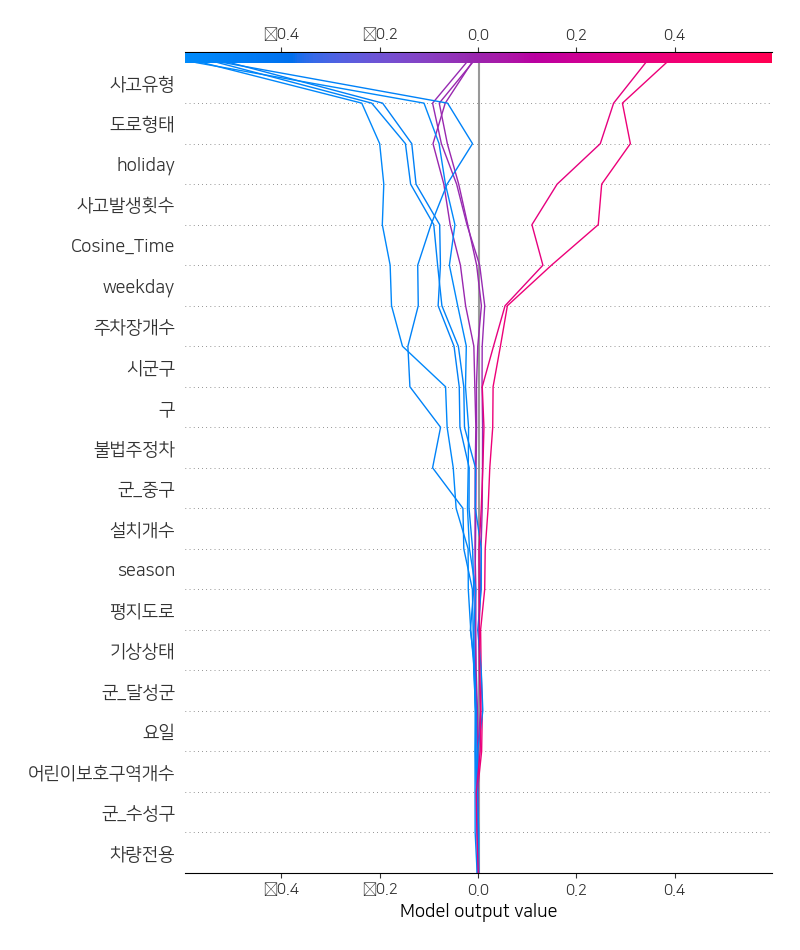 ▯0.4 ▯0.2 0.0 0.2 0.4
사고유형
도로형태
holiday
사고발생횟수
Cosine_Time
weekday
주차장개수
시군구
구
불법주정차
군_중구
설치개수
season
평지도로
기상상태
군_달성군
요일
어린이보호구역개수
군_수성구
차량전용
▯0.4 ▯0.2 0.0 0.2 0.4
Model output value